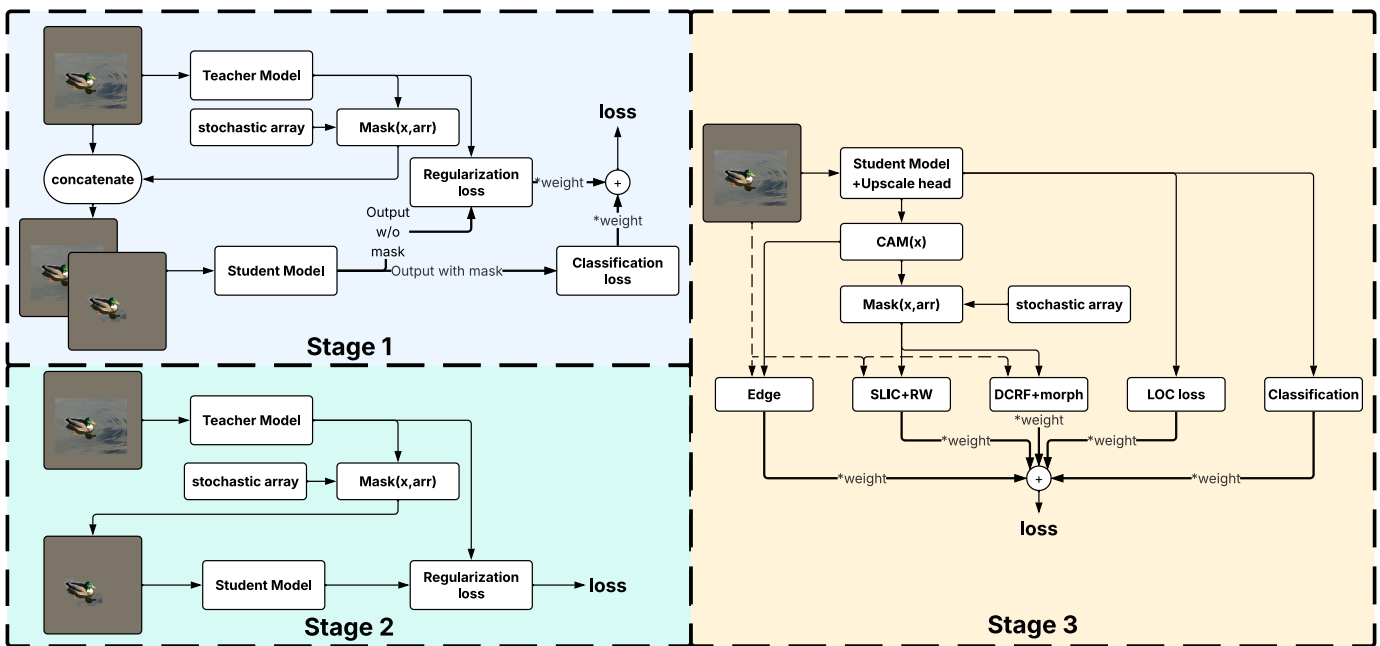 Teacher Model
stochastic array
Mask(x,arr)
concatenate
Regularization
loss
*weight
+
loss
*weight
Output
w/o
mask
Student Model
Output with mask
Classification
loss
Stage 1
Teacher Model
stochastic array
Mask(x,arr)
Student Model
Regularization
loss
loss
Stage 2
Student Model
+Upscale head
CAM(x)
Mask(x,arr)
stochastic array
Edge
SLIC+RW
DCRF+morph
LOC loss
Classification
*weight
*weight
*weight
*weight
*weight
+
loss
Stage 3